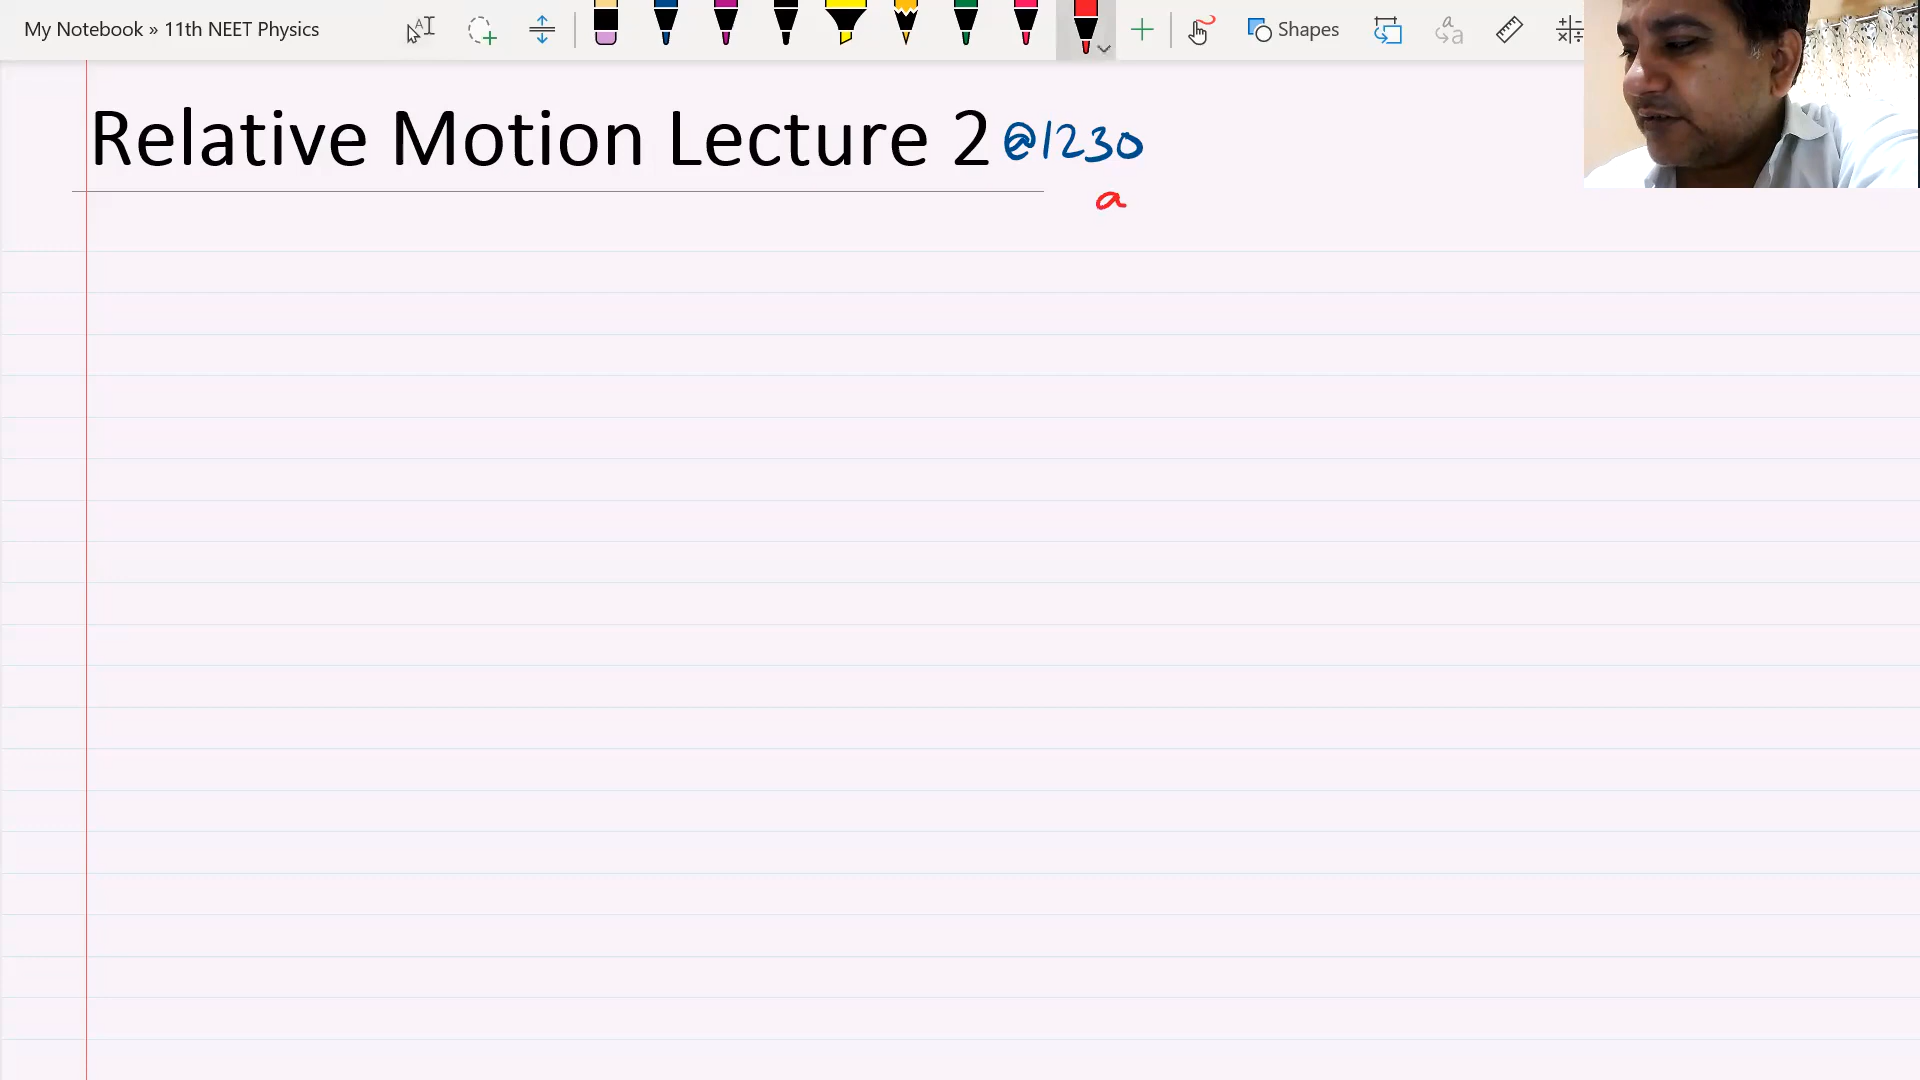 My Notebook » 11th NEET Physics
Shapes
Relative Motion Lecture 2 @1230
a